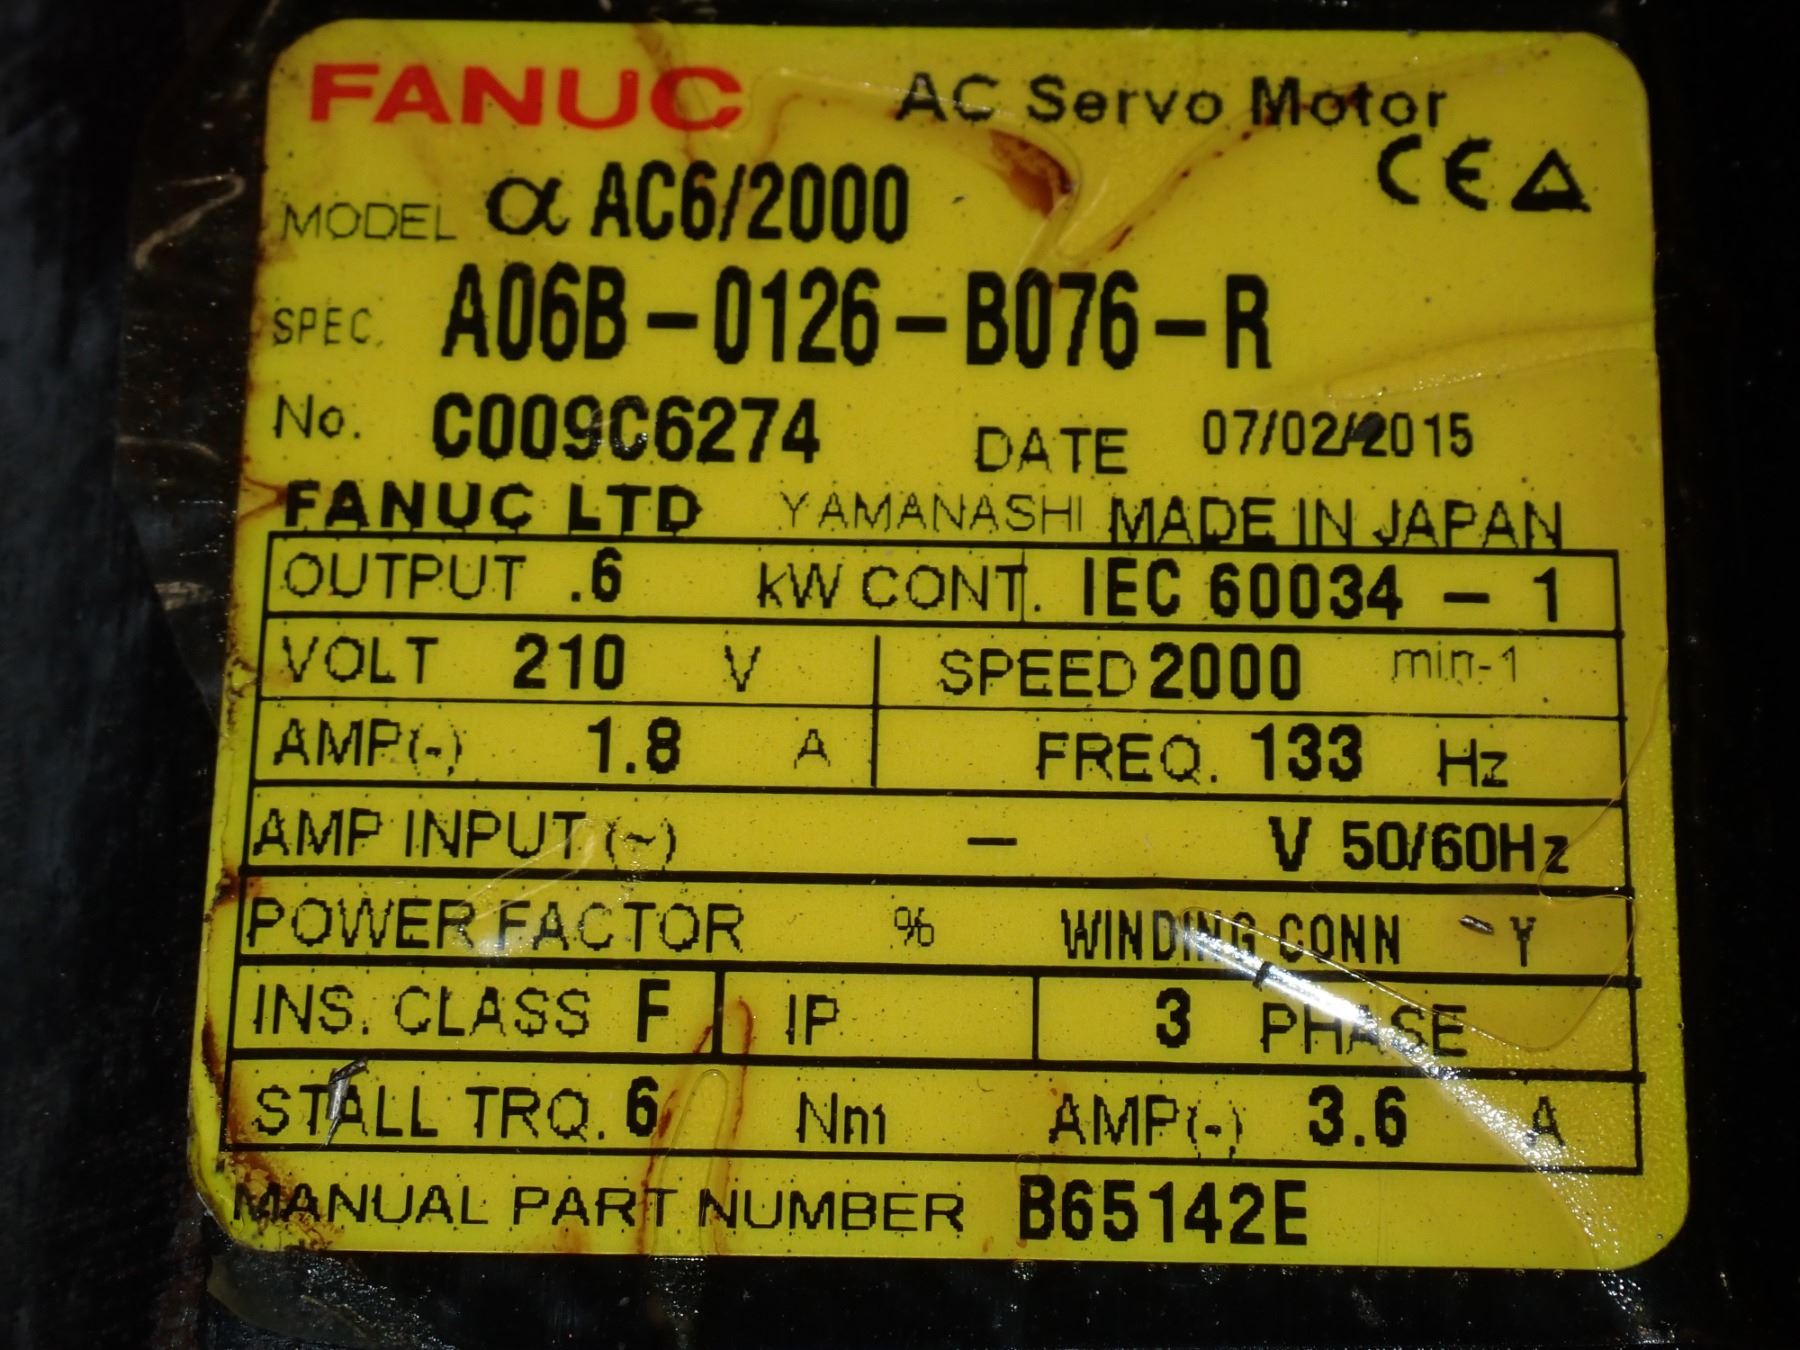 FANUC AC Servo Motor
CE
MODEL α AC6/2000
SPEC. A06B-0126-B076-R
No. C009C6274 DATE 07/02/2015
FANUC LTD YAMANASHI MADE IN JAPAN
OUTPUT .6 kW CONT. IEC 60034-1
VOLT 210 V SPEED 2000 min-1
AMP(-) 1.8 A FREQ. 133 Hz
AMP INPUT (~) - V 50/60Hz
POWER FACTOR % WINDING CONN Y
INS. CLASS F IP 3 PHASE
STALL TRQ. 6 Nm AMP(-) 3.6 A
MANUAL PART NUMBER B65142E